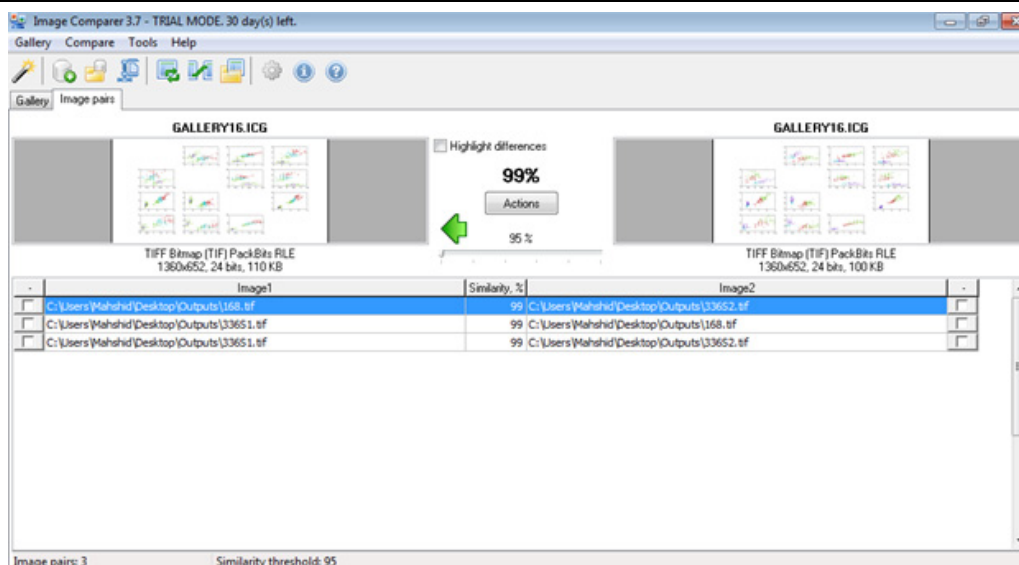 Image Comparer 3.7 - TRIAL MODE. 30 day(s) left.
Gallery Compare Tools Help
Gallery Image pairs
GALLERY16.ICG
Highlight differences
99%
Actions
95 %
TIFF Bitmap (TIF) PackBits RLE
1360x652, 24 bits, 110 KB
GALLERY16.ICG
TIFF Bitmap (TIF) PackBits RLE
1360x652, 24 bits, 100 KB
- Image1 Similarity, % Image2 -
C:\Users\Mahshid\Desktop\Outputs\168.tif 99 C:\Users\Mahshid\Desktop\Outputs\336S2.tif
C:\Users\Mahshid\Desktop\Outputs\336S1.tif 99 C:\Users\Mahshid\Desktop\Outputs\168.tif
C:\Users\Mahshid\Desktop\Outputs\336S1.tif 99 C:\Users\Mahshid\Desktop\Outputs\336S2.tif
Image pairs: 3 Similarity threshold: 95